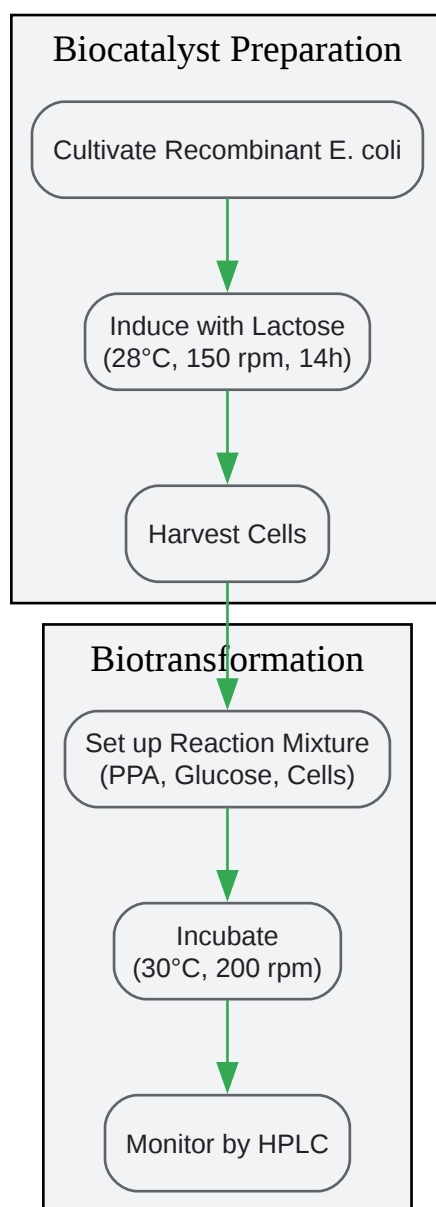 Biocatalyst Preparation
Cultivate Recombinant E. coli
Induce with Lactose
(28°C, 150 rpm, 14h)
Harvest Cells
Biotransformation
Set up Reaction Mixture
(PPA, Glucose, Cells)
Incubate
(30°C, 200 rpm)
Monitor by HPLC